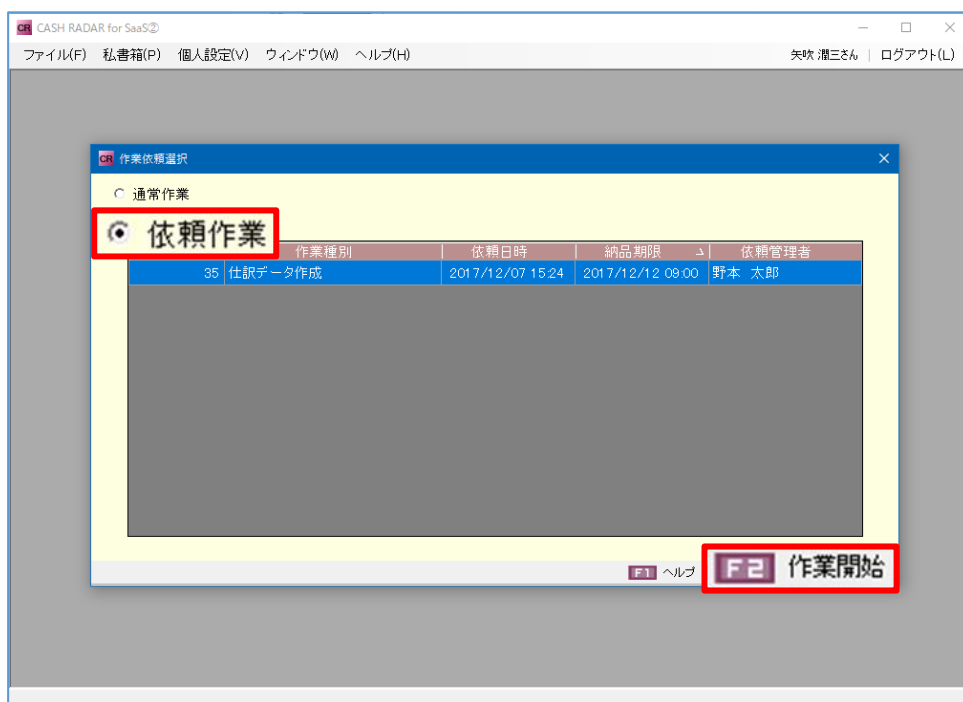 CR CASH RADAR for SaaS②
ファイル(F) 私書箱(P) 個人設定(V) ウィンドウ(W) ヘルプ(H) 矢吹 潤三さん | ログアウト(L)
CR 作業依頼選択
通常作業
依頼作業
作業種別 依頼日時 納品期限 依頼管理者
35 仕訳データ作成 2017/12/07 15:24 2017/12/12 09:00 野本 太郎
F1 ヘルプ F2 作業開始